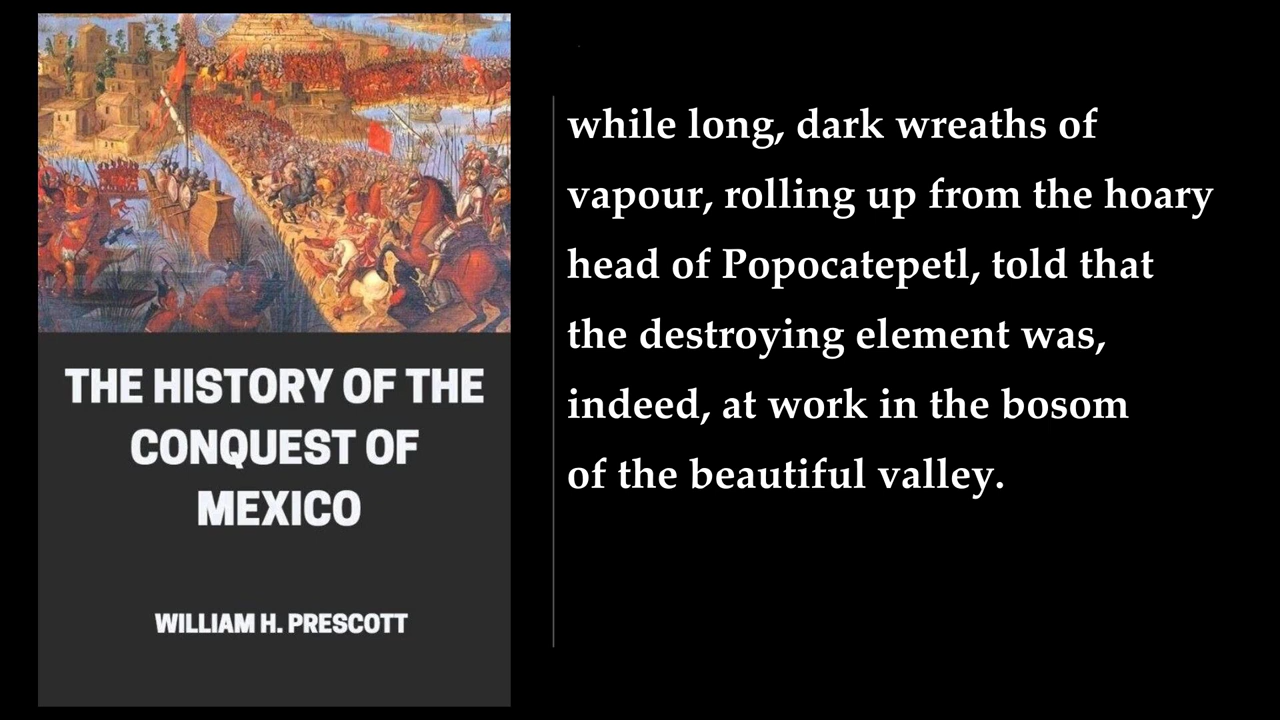 THE HISTORY OF THE
CONQUEST OF
MEXICO
WILLIAM H. PRESCOTT
while long, dark wreaths of
vapour, rolling up from the hoary
head of Popocatepetl, told that
the destroying element was,
indeed, at work in the bosom
of the beautiful valley.